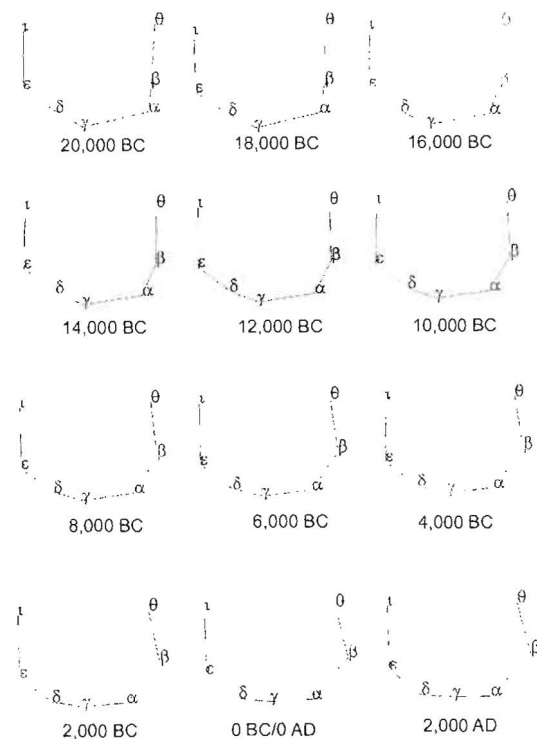 ι θ
ε β
δ γ α
20,000 BC
ι θ
ε β
δ γ α
18,000 BC
ι θ
ε β
δ γ α
16,000 BC
ι θ
ε β
δ γ α
14,000 BC
ι θ
ε β
δ γ α
12,000 BC
ι θ
ε β
δ γ α
10,000 BC
ι θ
ε β
δ γ α
8,000 BC
ι θ
ε β
δ γ α
6,000 BC
ι θ
ε β
δ γ α
4,000 BC
ι θ
ε β
δ γ α
2,000 BC
ι θ
ε β
δ γ α
0 BC/0 AD
ι θ
ε β
δ γ α
2,000 AD